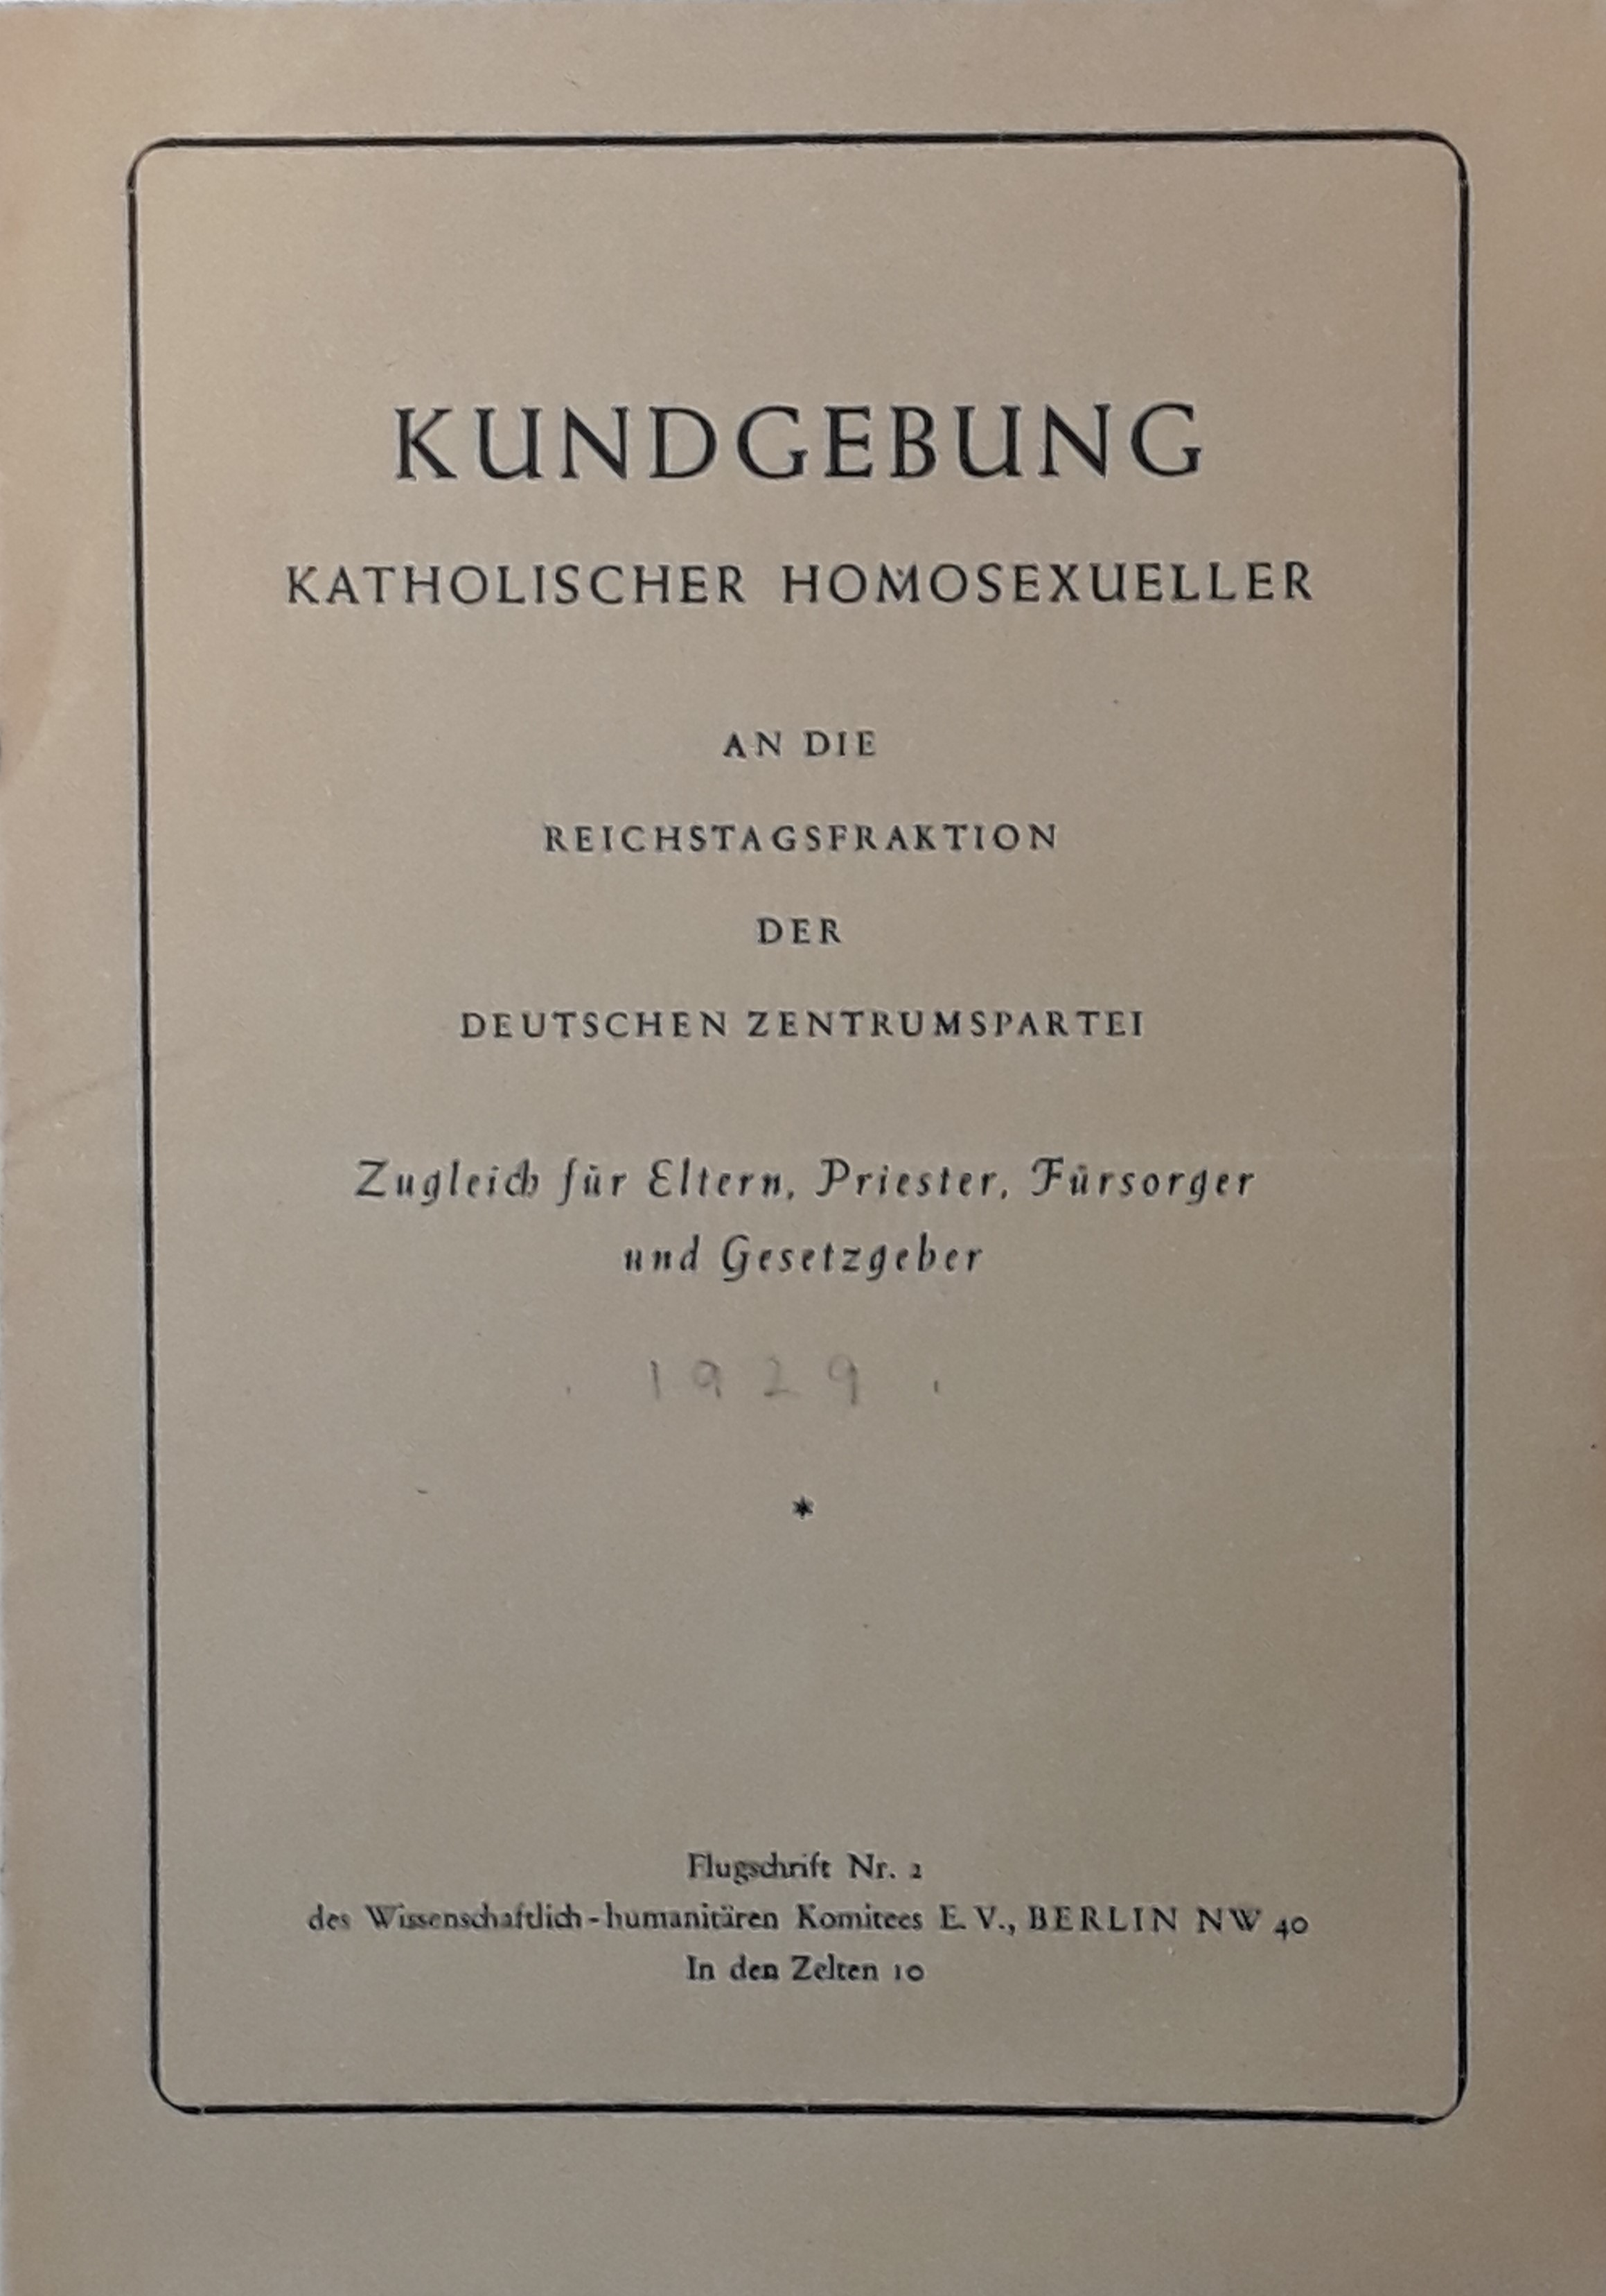 KUNDGEBUNG
KATHOLISCHER HOMOSEXUELLER
AN DIE
REICHSTAGSFRAKTION
DER
DEUTSCHEN ZENTRUMSPARTEI
Zugleich für Eltern, Priester, Fürsorger
und Gesetzgeber
1929
*
Flugschrift Nr. 2
des Wissenschaftlich-humanitären Komitees E. V., BERLIN NW 40
In den Zelten 10